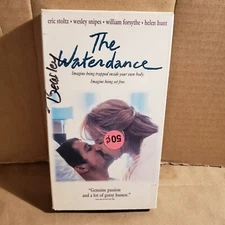 eric stoltz • wesley snipes • william forsythe • helen hunt
The
Waterdance
Imagine being trapped inside your own body.
Imagine being set free.
Beasley
50¢
"Genuine passion
and a lot of gutsy humor."